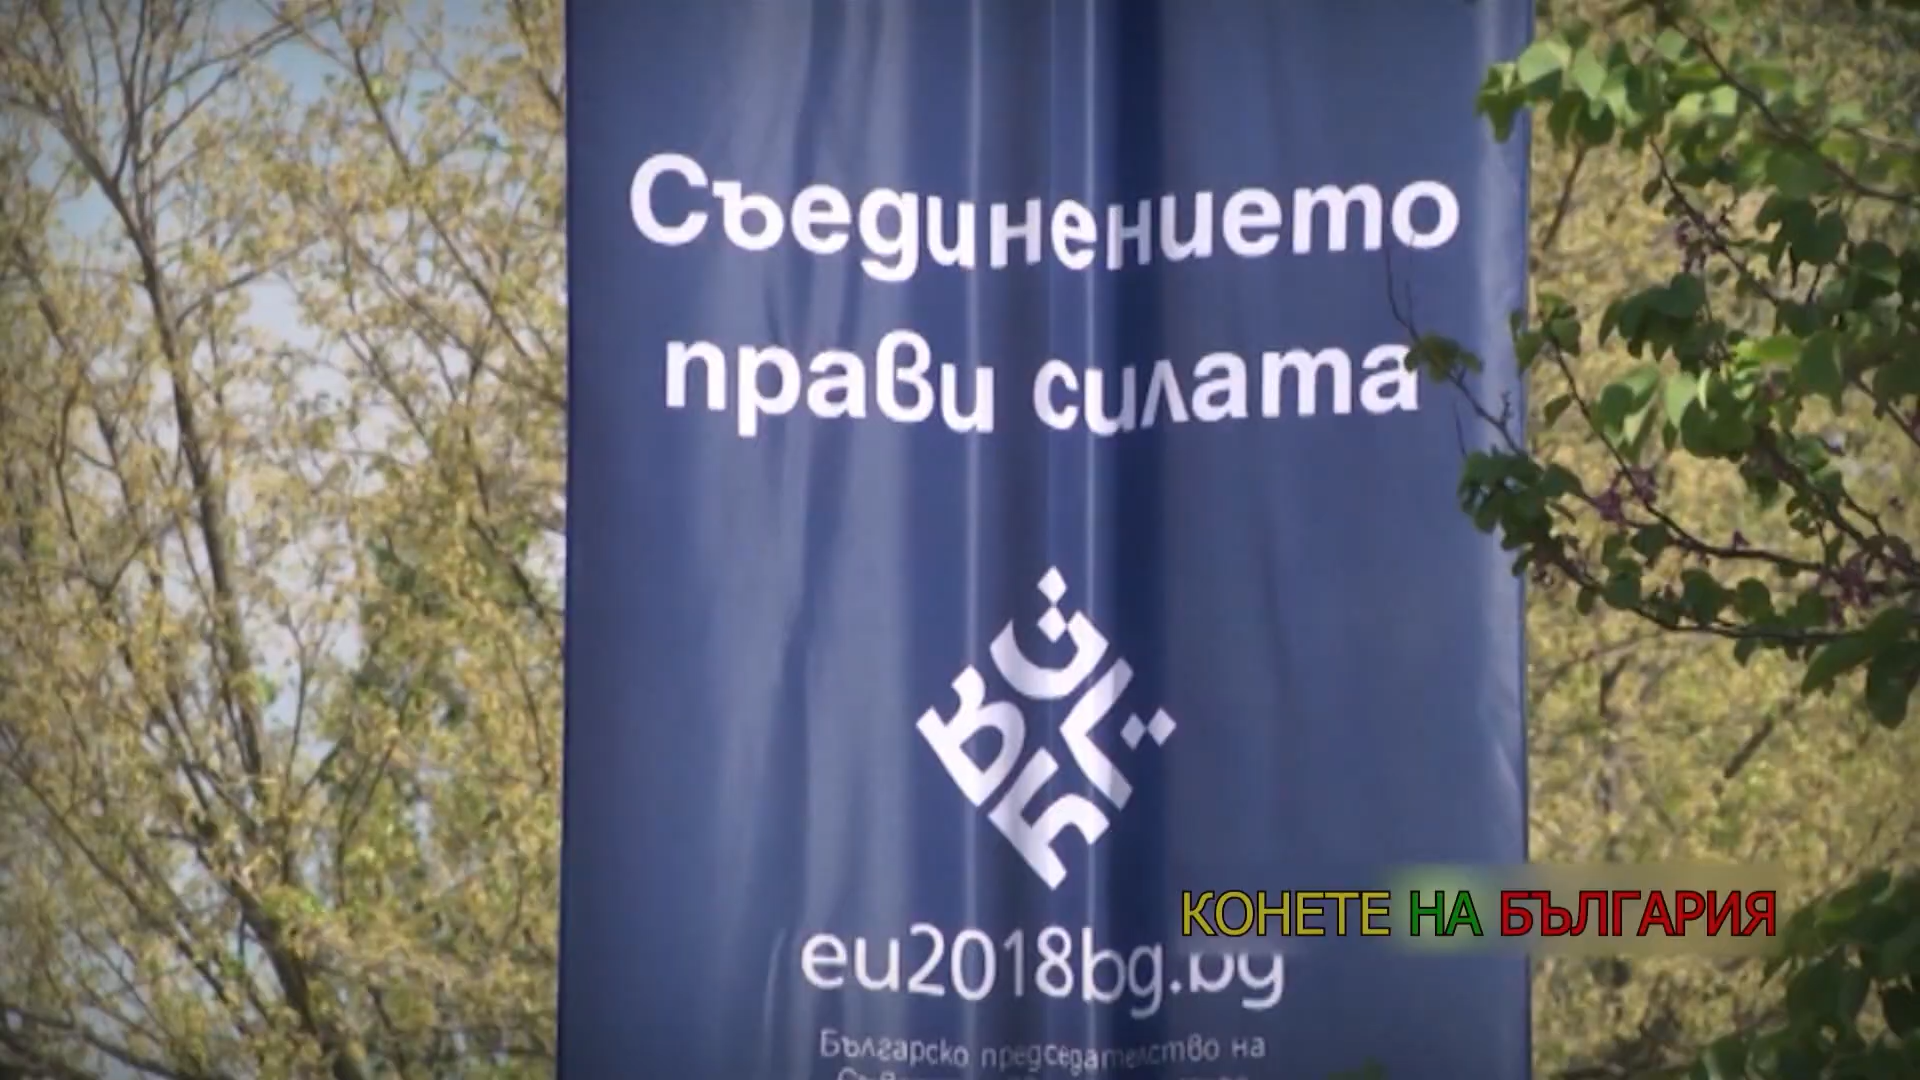 Съединението
прави силата
eu2018bg.bg
КОНЕТЕ НА БЪЛГАРИЯ
Българско председателство на